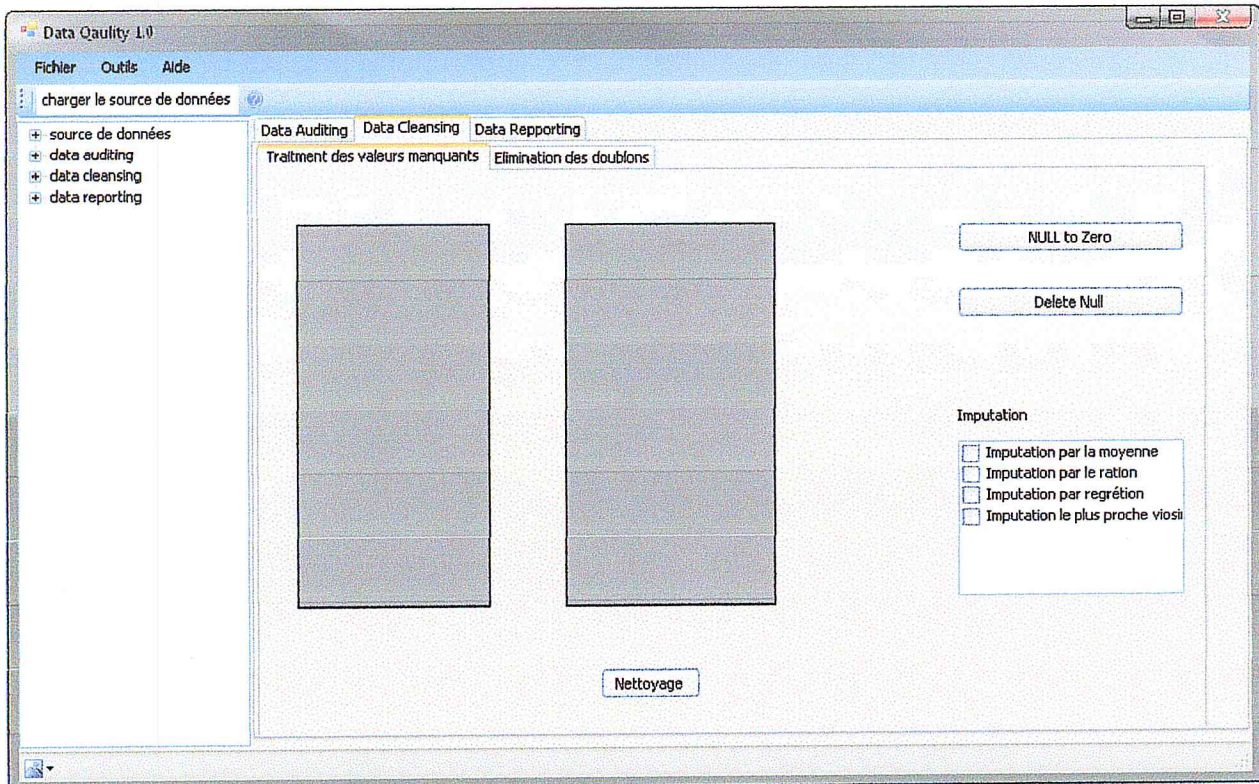 Data Qaulity 1.0
Fichier Outils Aide
charger le source de données
source de données
data auditing
data cleansing
data reporting
Data Auditing Data Cleansing Data Repporting
Traitment des valeurs manquants Elimination des doublons
NULL to Zero
Delete Null
Imputation
Imputation par la moyenne
Imputation par le ration
Imputation par regrétion
Imputation le plus proche viosi
Nettoyage